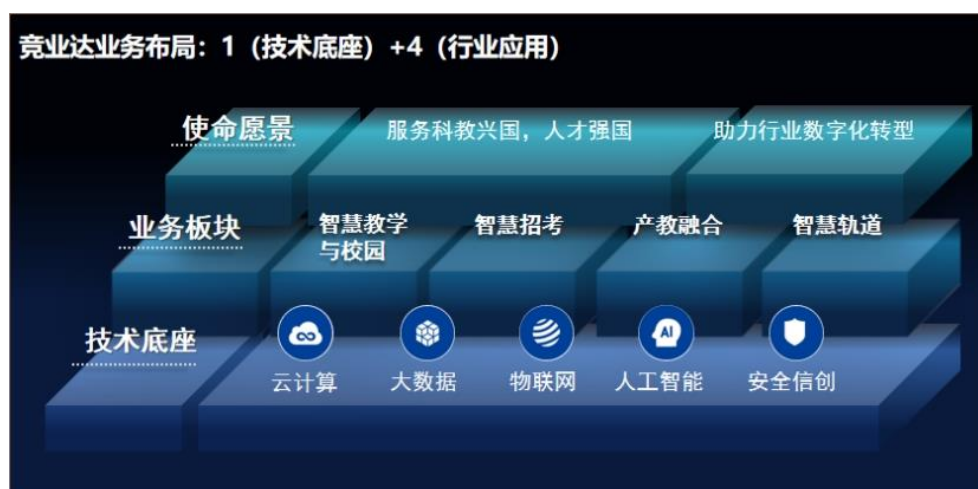 竞业达业务布局：1（技术底座）+4（行业应用）
使命愿景 服务科教兴国，人才强国 助力行业数字化转型
业务板块 智慧教学与校园 智慧招考 产教融合 智慧轨道
技术底座
AI
云计算 大数据 物联网 人工智能 安全信创